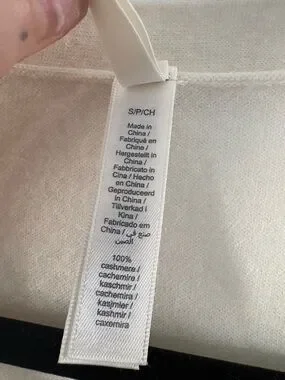 S/P/CH
Made in
China /
Fabriqué en
Chine /
Hergestellt in
China /
Fabbricato in
Cina / Hecho
en China /
Geproduceerd
in China /
Tillverkad i
Kina /
Fabricado em
China / صنع في
الصين
100%
cashmere /
cachemire /
kaschmir /
cachemira /
kasjmier /
kashmir /
caxemira